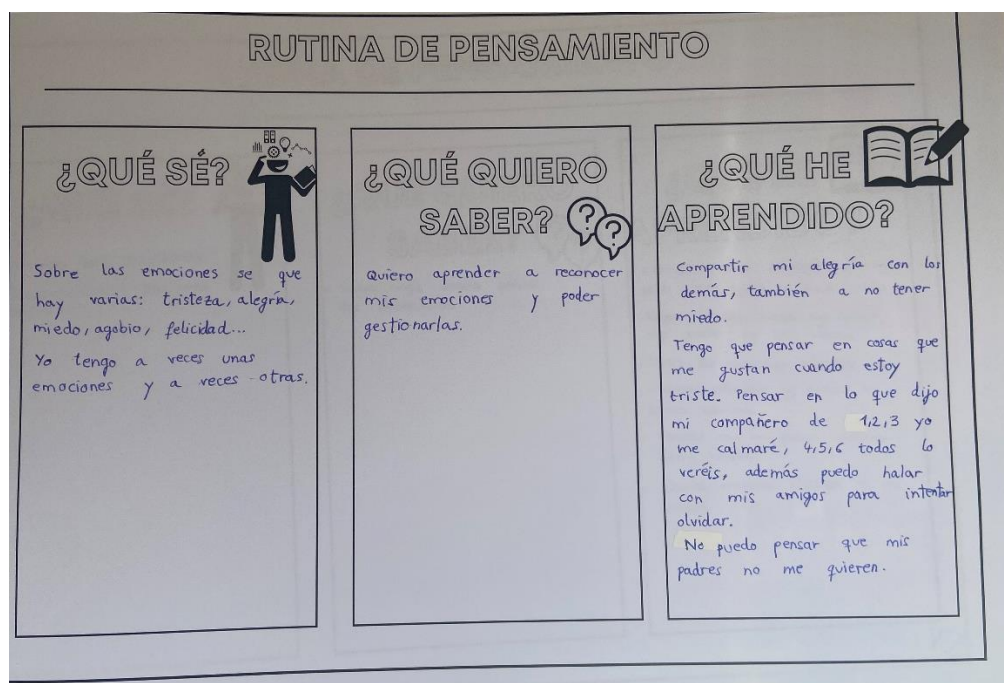 RUTINA DE PENSAMIENTO
¿QUÉ SÉ?
Sobre las emociones se que
hay varias: tristeza, alegría,
miedo, agobio, felicidad...
Yo tengo a veces unas
emociones y a veces otras.
¿QUÉ QUIERO
SABER?
Quiero aprender a reconocer
mis emociones y poder
gestionarlas.
¿QUÉ HE
APRENDIDO?
Compartir mi alegría con los
demás, también a no tener
miedo.
Tengo que pensar en cosas que
me gustan cuando estoy
triste. Pensar en lo que dijo
mi compañero de 1,2,3 yo
me calmaré, 4,5,6 todos lo
veréis, además puedo halar
con mis amigos para intentar
olvidar.
No puedo pensar que mis
padres no me quieren.